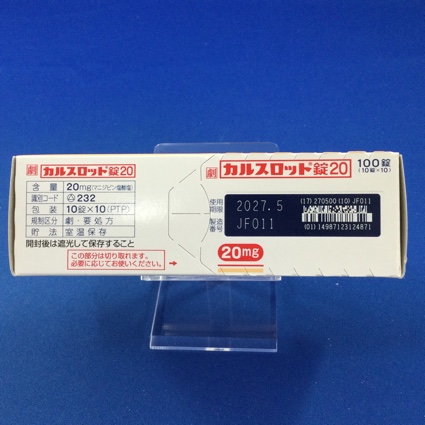 劇 カルスロット錠20
含量 20mg(マニジピン塩酸塩)
識別コード 232
包装 10錠×10(PTP)
規制区分 劇・要処方
貯法 室温保存
開封後は遮光して保存すること
この部分は切り取れます。
必要に応じてお使いください。 →
劇 カルスロット錠20 100錠
(10錠×10)
使用期限 2027.5
製造番号 JF011
(17) 270500 (10) JF011
(01) 14987123124871
20mg